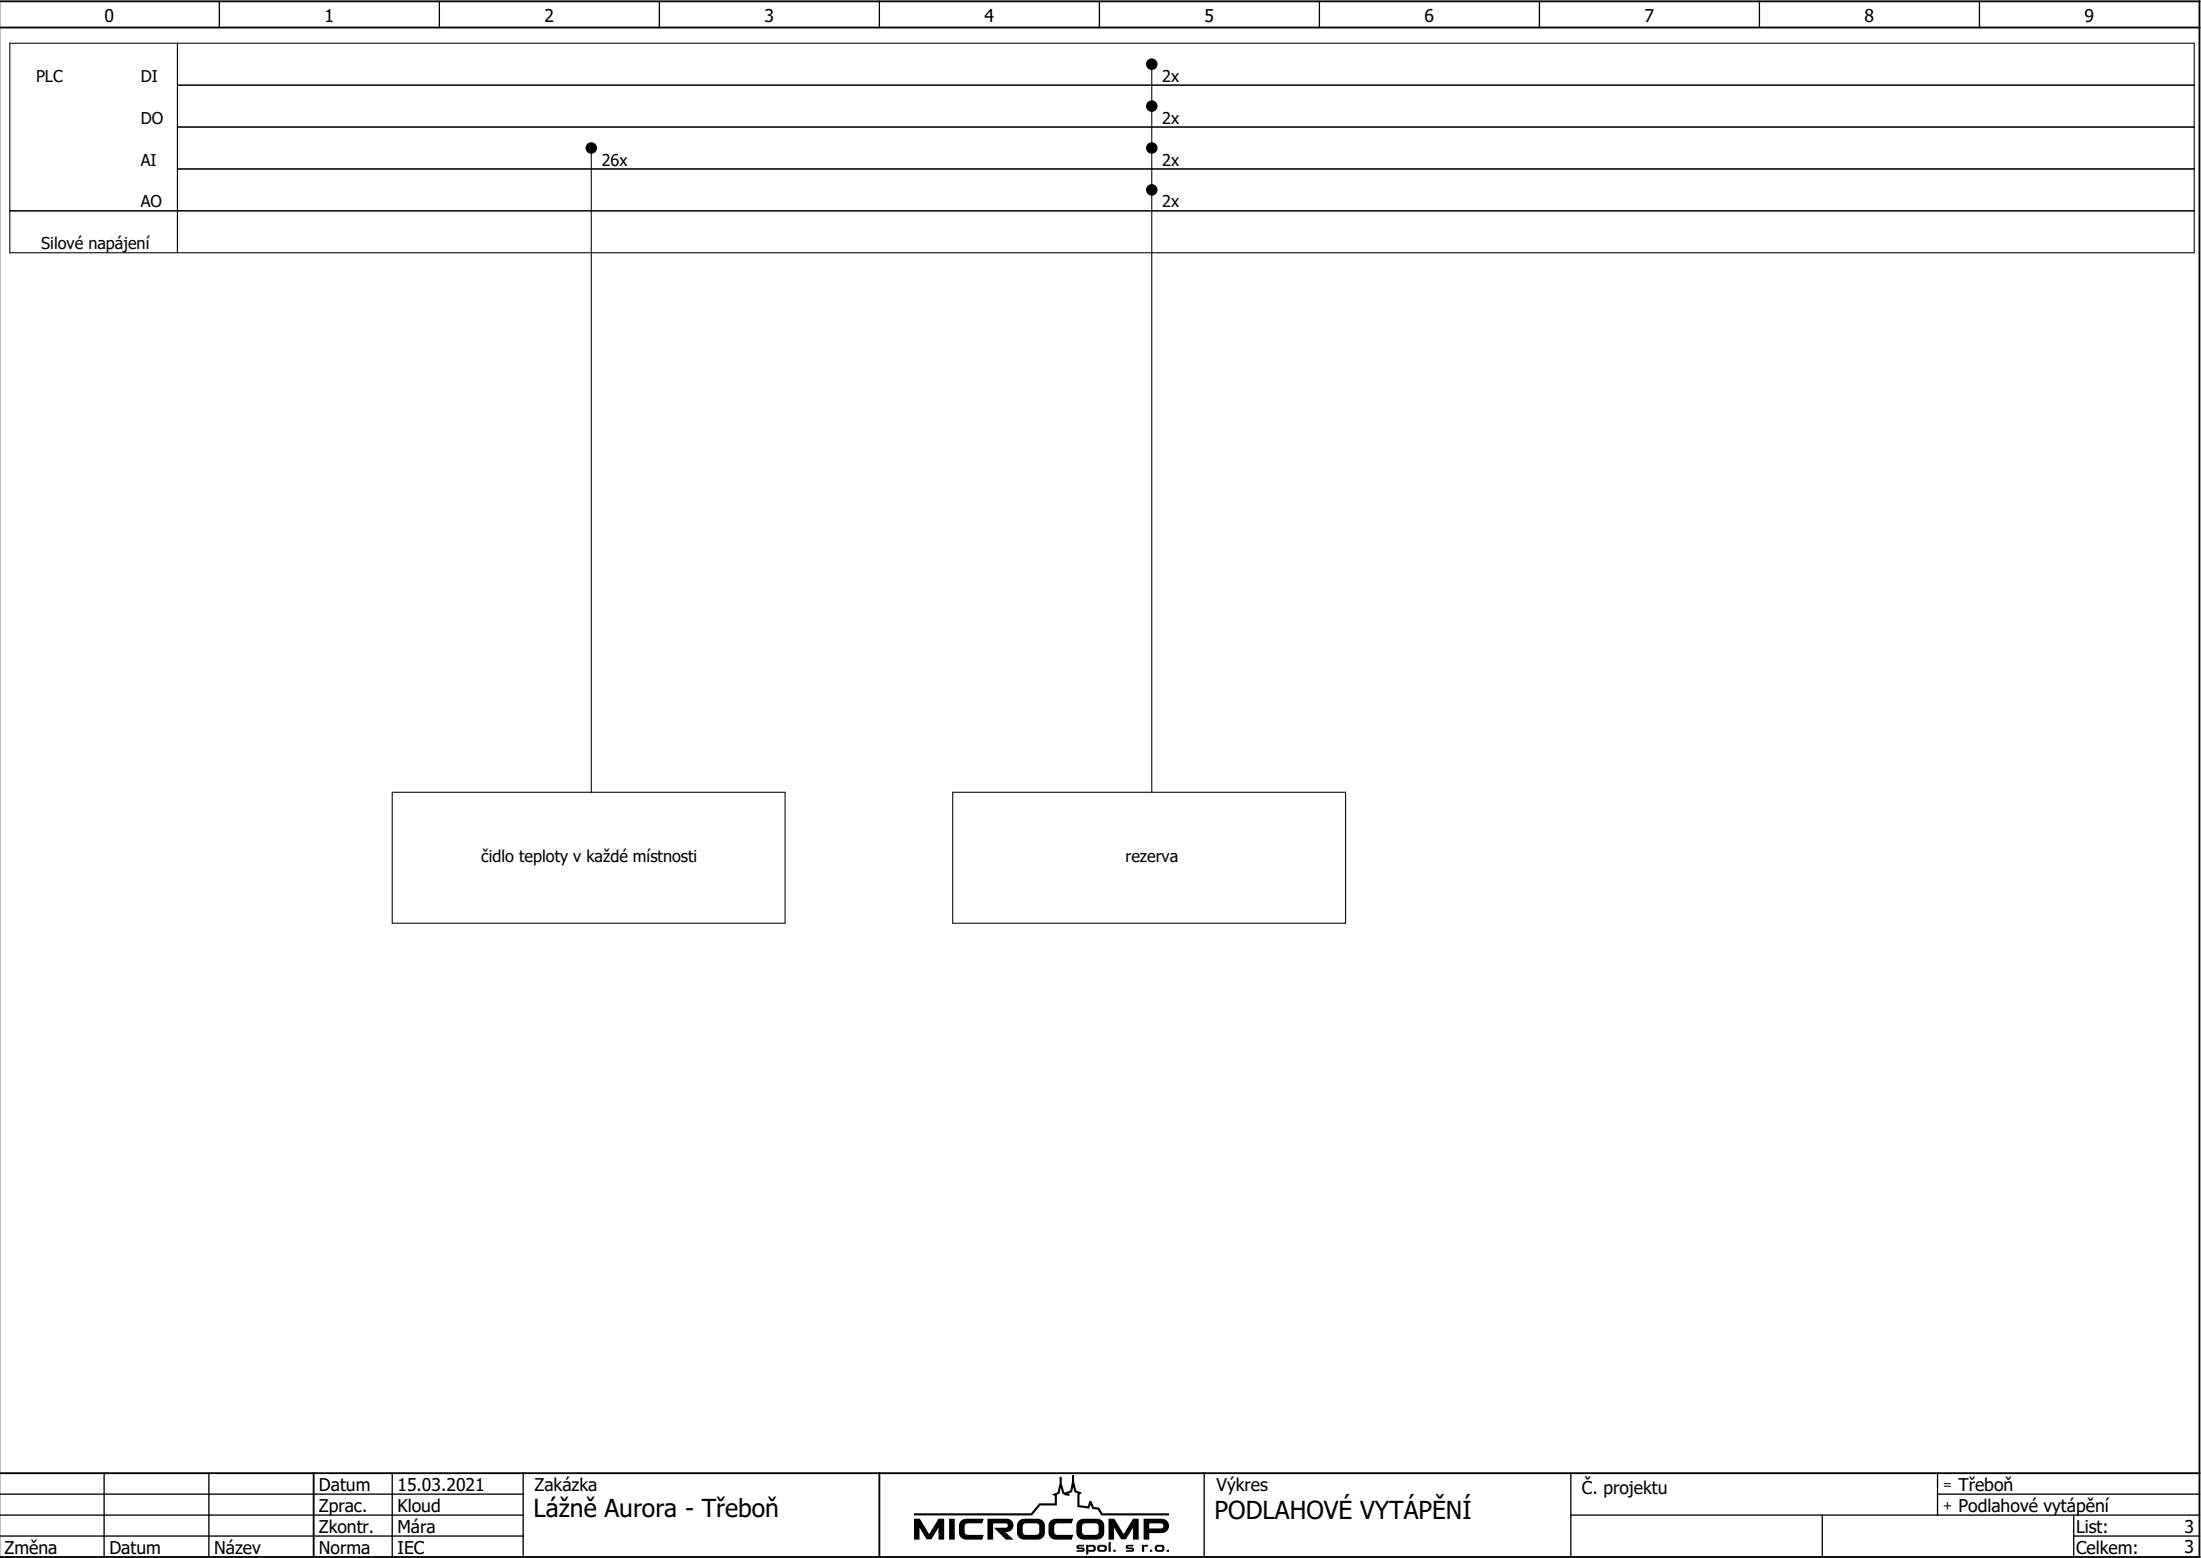 0 1 2 3 4 5 6 7 8 9
PLC DI 2x
DO 2x
AI 26x 2x
AO 2x
Silové napájení
čidlo teploty v každé místnosti
rezerva
Datum 15.03.2021
Zprac. Kloud
Zkontr. Mára
Změna Datum Název Norma IEC
Zakázka
Lážně Aurora - Třeboň
MICROCOMP
spol. s r.o.
Výkres
PODLAHOVÉ VYTÁPĚNÍ
Č. projektu
= Třeboň
+ Podlahové vytápění
List: 3
Celkem: 3